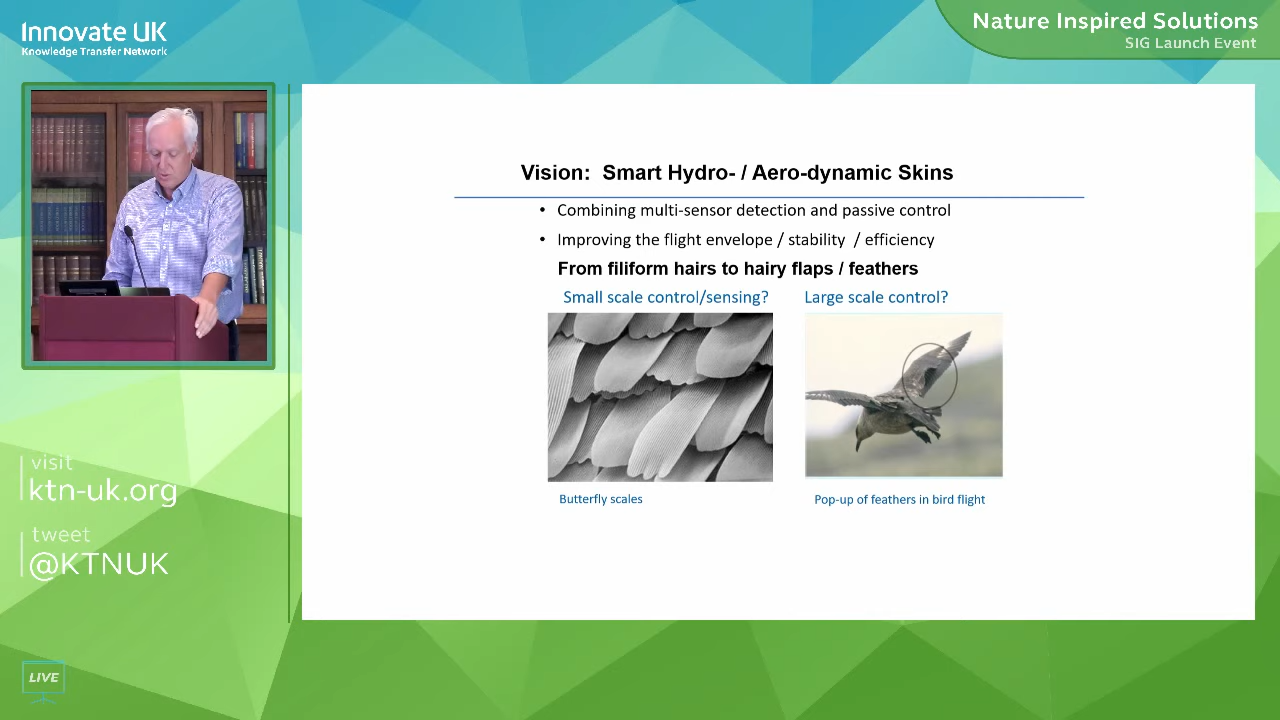 Innovate UK
Knowledge Transfer Network
Nature Inspired Solutions
SIG Launch Event
Vision: Smart Hydro- / Aero-dynamic Skins
• Combining multi-sensor detection and passive control
• Improving the flight envelope / stability / efficiency
From filiform hairs to hairy flaps / feathers
Small scale control/sensing? Large scale control?
Butterfly scales
Pop-up of feathers in bird flight
visit
ktn-uk.org
tweet
@KTNUK
LIVE